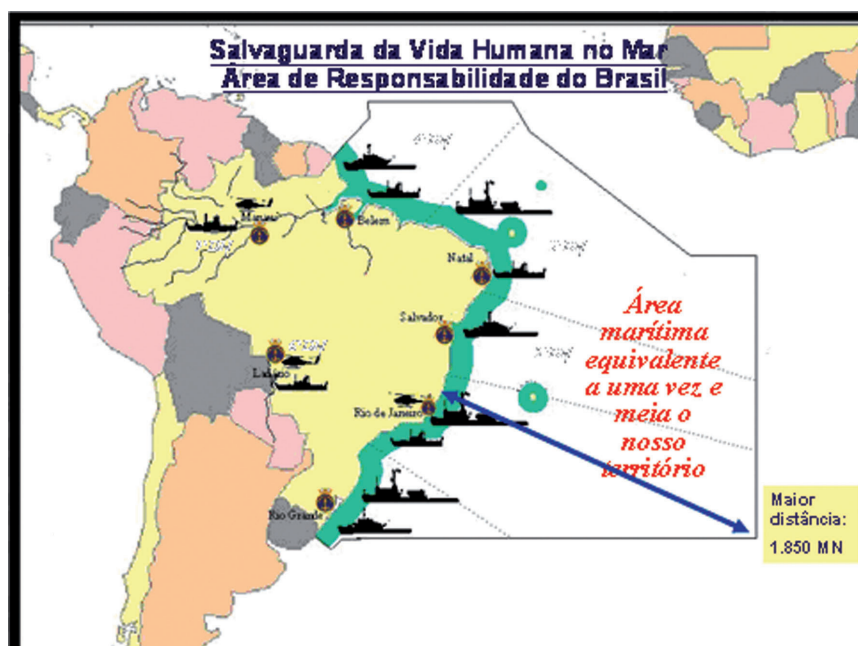 Salvaguarda da Vida Humana no Mar
Área de Responsabilidade do Brasil
Manaus
Belem
Natal
Área
marítima
equivalente
a uma vez e
meia o
nosso
território
Salvador
Ladário
Rio de Janeiro
Rio Grande
Maior
distância:
1.850 MN